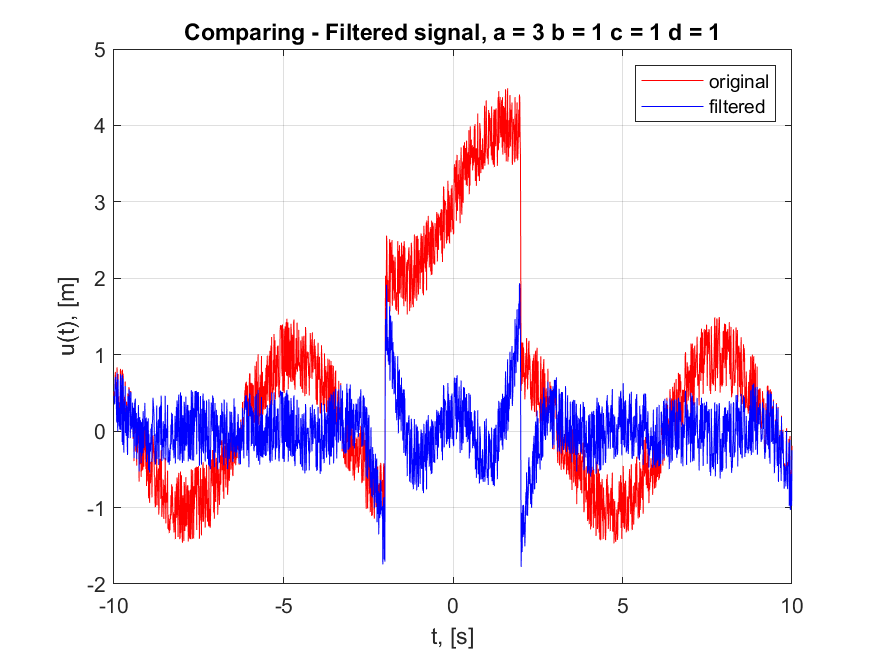 Comparing - Filtered signal, a = 3 b = 1 c = 1 d = 1
5
original
filtered
4
3
2
1
0
-1
-2
u(t), [m]
-10
-5
0
5
10
t, [s]